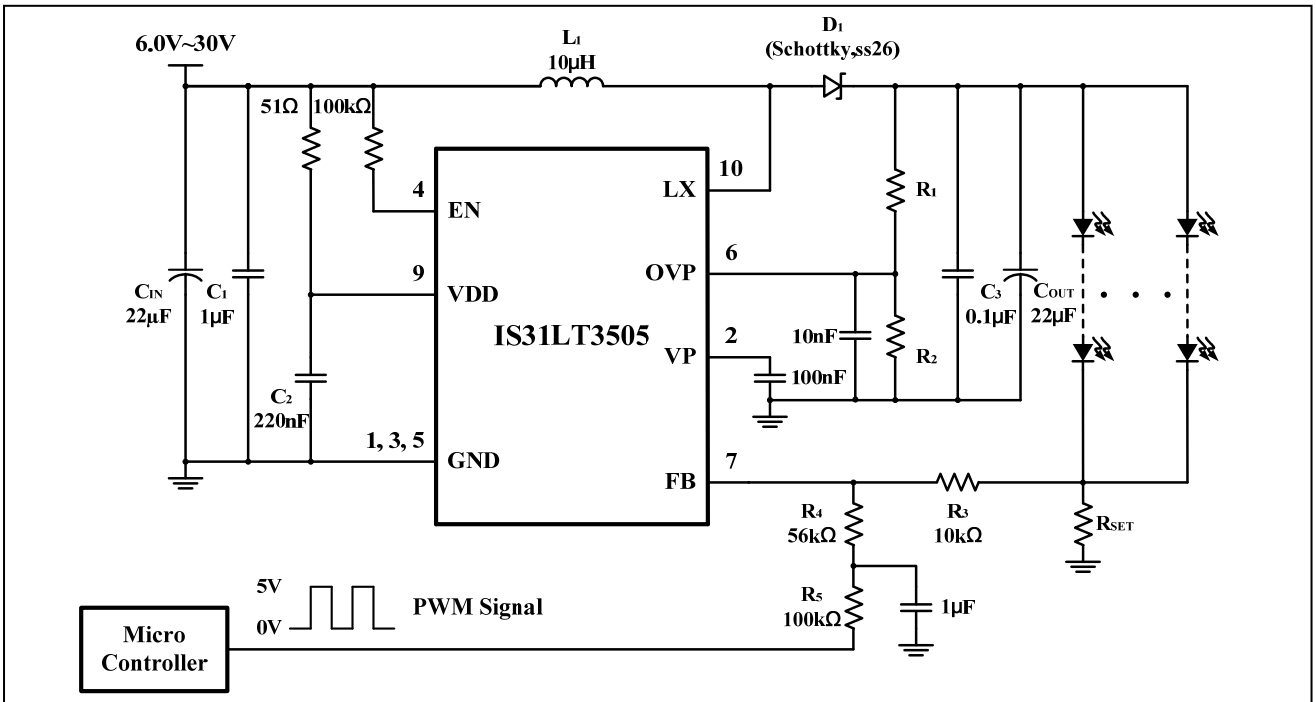 6.0V~30V
L1
10µH
D1
(Schottky,ss26)
51Ω
100kΩ
4
EN
10
LX
R1
6
OVP
9
VDD
CIN
22µF
C1
1µF
IS31LT3505
2
VP
10nF
R2
C3
0.1µF
COUT
22µF
100nF
C2
220nF
1, 3, 5
GND
7
FB
R4
56kΩ
R3
10kΩ
RSET
5V
0V
PWM Signal
R5
100kΩ
1µF
Micro
Controller